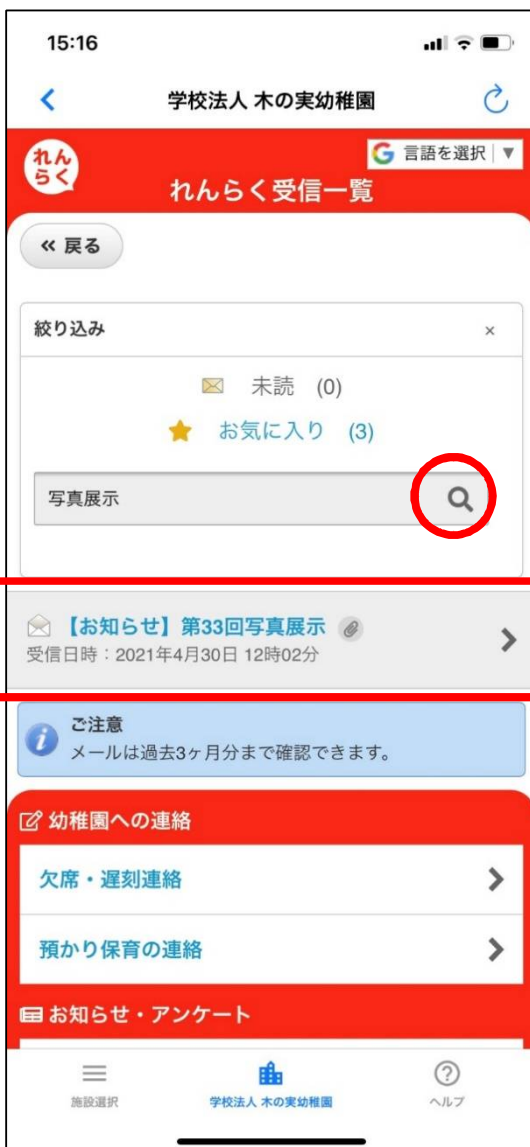 15:16
学校法人 木の実幼稚園
れん
らく
言語を選択 ▼
れんらく受信一覧
« 戻る
絞り込み ×
未読 (0)
お気に入り (3)
写真展示
【お知らせ】第33回写真展示
受信日時：2021年4月30日 12時02分
ご注意
メールは過去3ヶ月分まで確認できます。
幼稚園への連絡
欠席・遅刻連絡
預かり保育の連絡
お知らせ・アンケート
施設選択 学校法人 木の実幼稚園 ヘルプ